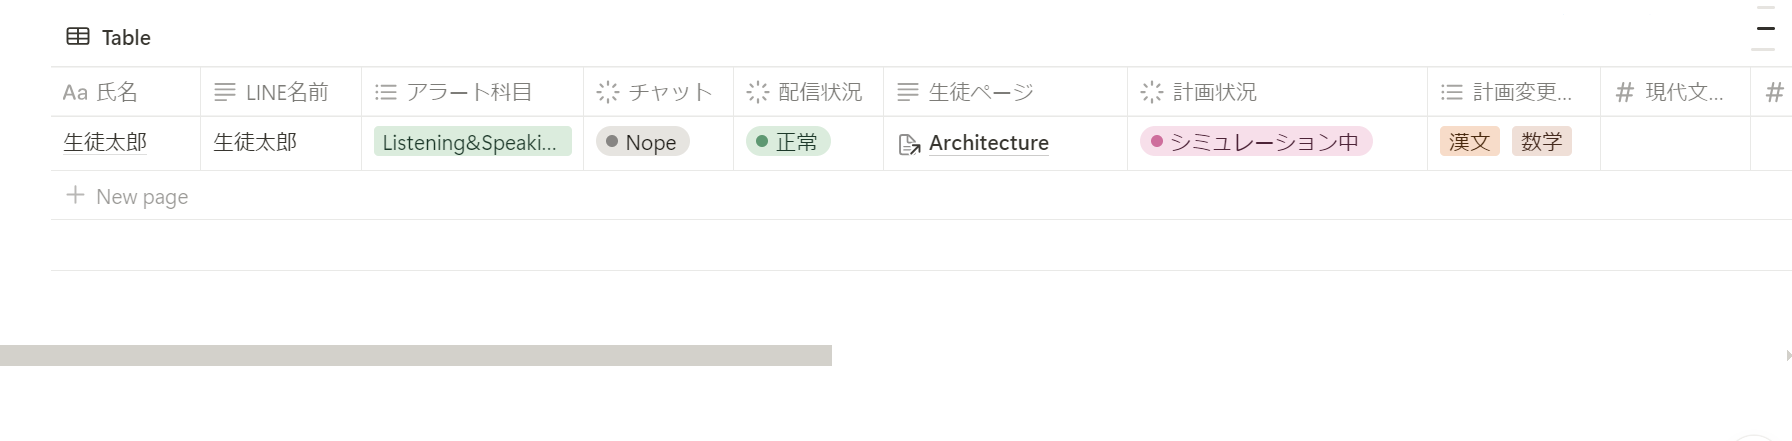 Table
Aa 氏名 LINE名前 アラート科目 チャット 配信状況 生徒ページ 計画状況 計画変更... # 現代文... #
生徒太郎 生徒太郎 Listening&Speaki... Nope 正常 Architecture シミュレーション中 漢文 数学
+ New page